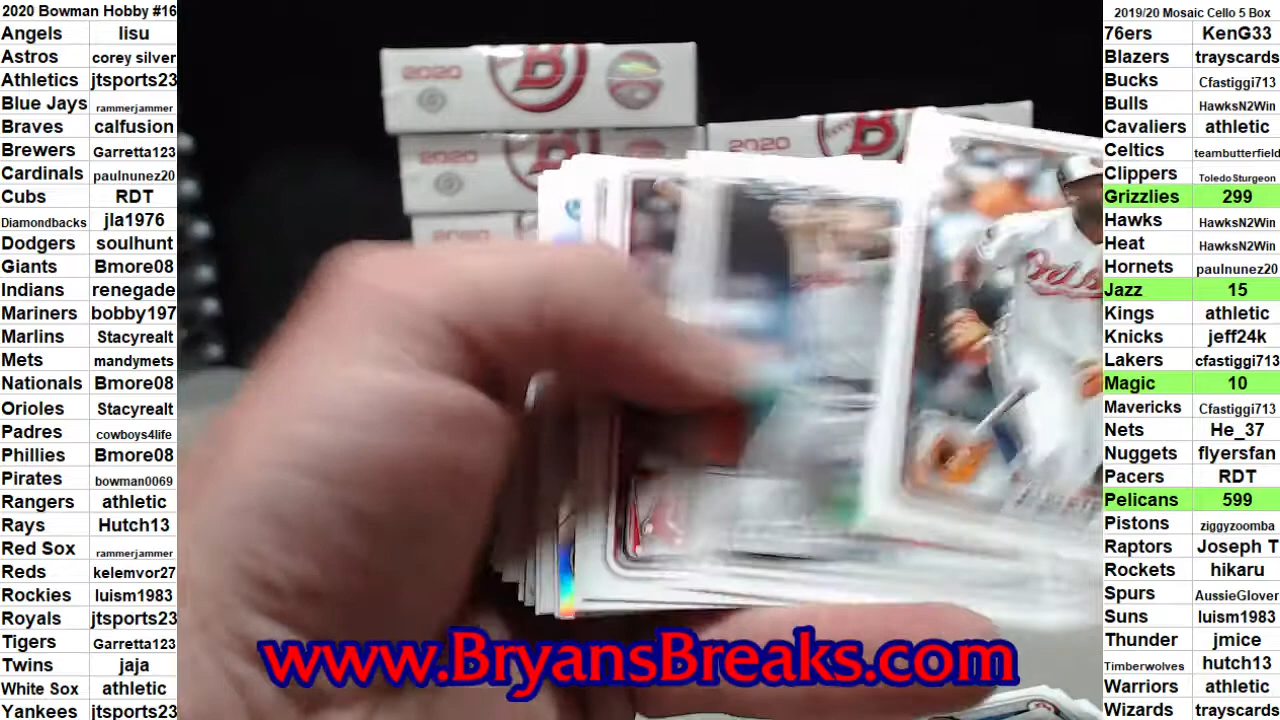 2020 Bowman Hobby #16
Angels lisu
Astros corey silver
Athletics jtsports23
Blue Jays rammerjammer
Braves calfusion
Brewers Garretta123
Cardinals paulnunez20
Cubs RDT
Diamondbacks jla1976
Dodgers soulhunt
Giants Bmore08
Indians renegade
Mariners bobby197
Marlins Stacyrealt
Mets mandymets
Nationals Bmore08
Orioles Stacyrealt
Padres cowboys4life
Phillies Bmore08
Pirates bowman0069
Rangers athletic
Rays Hutch13
Red Sox rammerjammer
Reds kelemvor27
Rockies luism1983
Royals jtsports23
Tigers Garretta123
Twins jaja
White Sox athletic
Yankees jtsports23
2020 B
2020 B
2020
2020 B
www.BryansBreaks.com
2019/20 Mosaic Cello 5 Box
76ers KenG33
Blazers trayscards
Bucks Cfastiggi713
Bulls HawksN2Win
Cavaliers athletic
Celtics teambutterfield
Clippers ToledoSturgeon
Grizzlies 299
Hawks HawksN2Win
Heat HawksN2Win
Hornets paulnunez20
Jazz 15
Kings athletic
Knicks jeff24k
Lakers cfastiggi713
Magic 10
Mavericks Cfastiggi713
Nets He_37
Nuggets flyersfan
Pacers RDT
Pelicans 599
Pistons ziggyzoomba
Raptors Joseph T
Rockets hikaru
Spurs AussieGlover
Suns luism1983
Thunder jmice
Timberwolves hutch13
Warriors athletic
Wizards trayscards